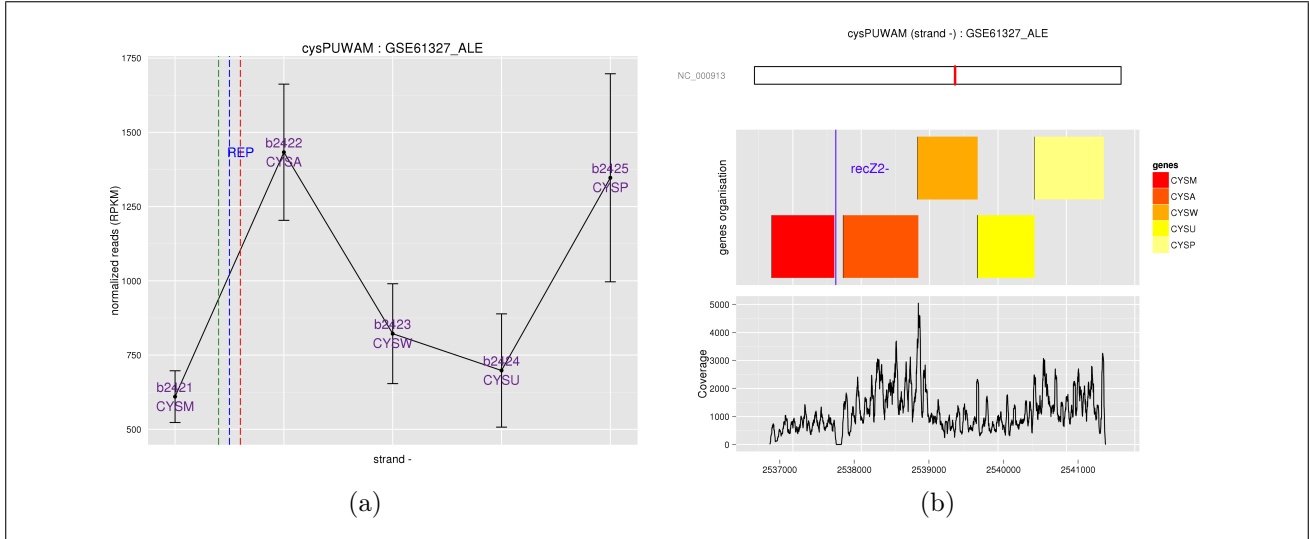 cysPUWAM : GSE61327_ALE
1750
1500
1250
1000
750
500
normalized reads (RPKM)
REP
b2421
CYSM
b2422
CYSA
b2423
CYSW
b2424
CYSU
b2425
CYSP
strand -
(a)
cysPUWAM (strand -) : GSE61327_ALE
NC_000913
genes organisation
recZ2-
genes
CYSM
CYSA
CYSW
CYSU
CYSP
Coverage
5000
4000
3000
2000
1000
0
2537000 2538000 2539000 2540000 2541000
(b)